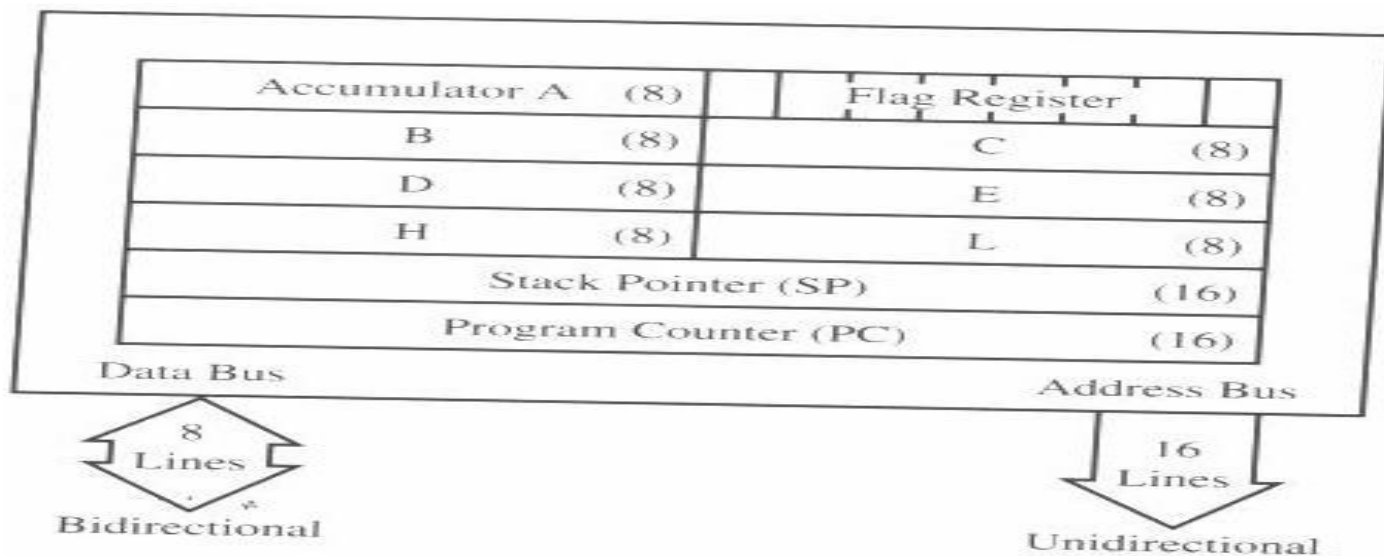 Accumulator A (8) Flag Register
B (8) C (8)
D (8) E (8)
H (8) L (8)
Stack Pointer (SP) (16)
Program Counter (PC) (16)
Data Bus Address Bus
8 Lines
16 Lines
Bidirectional
Unidirectional